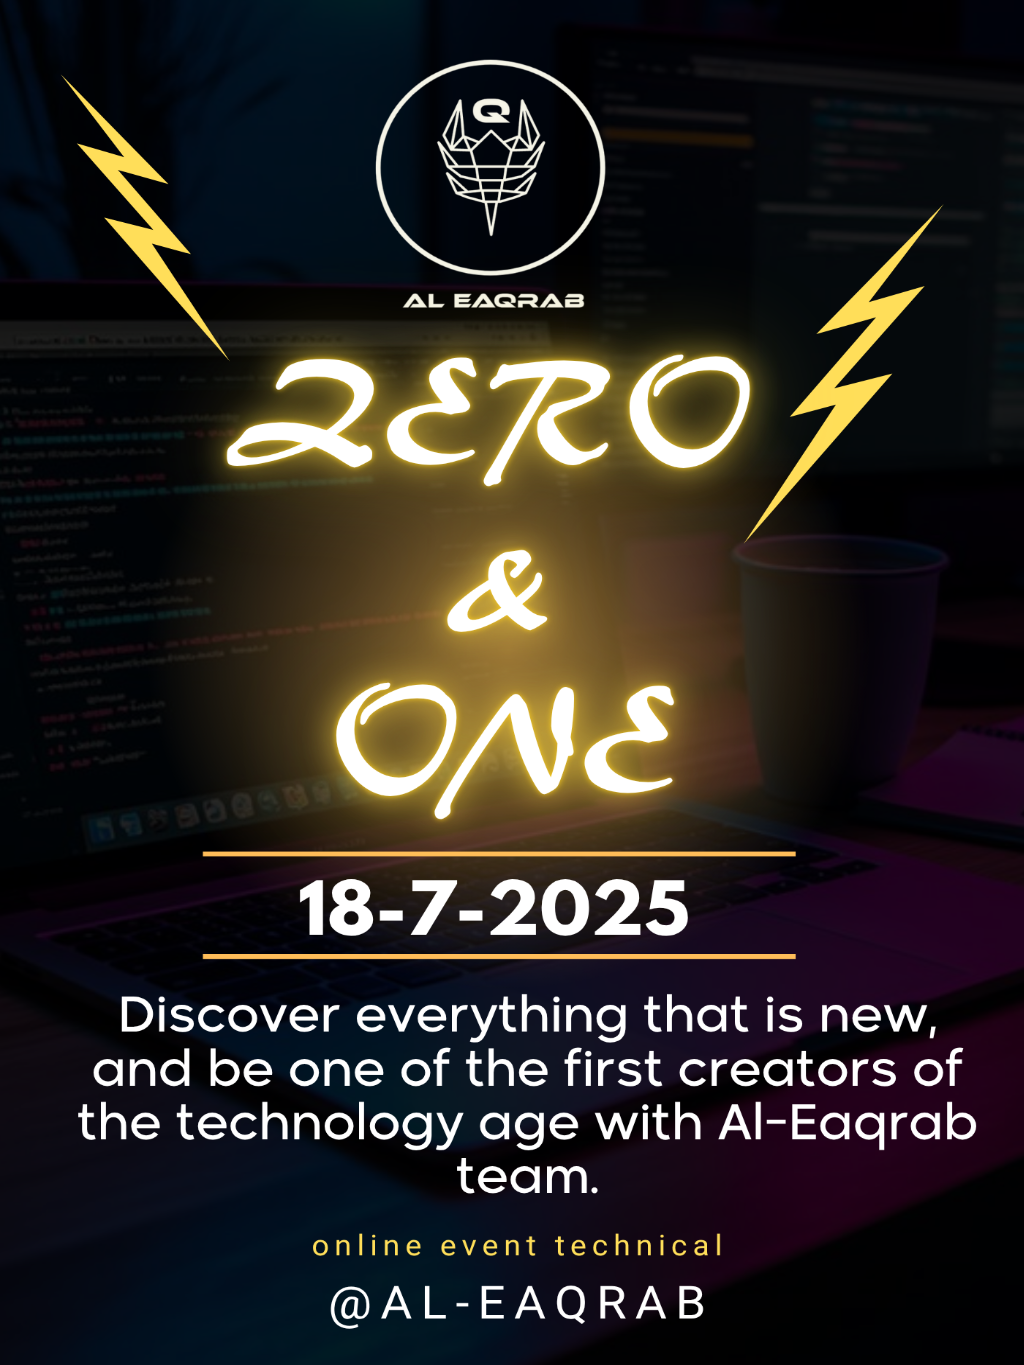 Q
AL EAQRAB
ZERO
&
ONE
18-7-2025
Discover everything that is new,
and be one of the first creators of
the technology age with Al-Eaqrab
team.
online event technical
@AL-EAQRAB